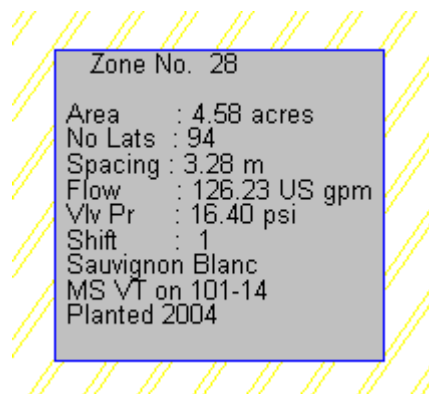 Zone No. 28
Area : 4.58 acres
No Lats : 94
Spacing : 3.28 m
Flow : 126.23 US gpm
Vlv Pr : 16.40 psi
Shift : 1
Sauvignon Blanc
MS VT on 101-14
Planted 2004